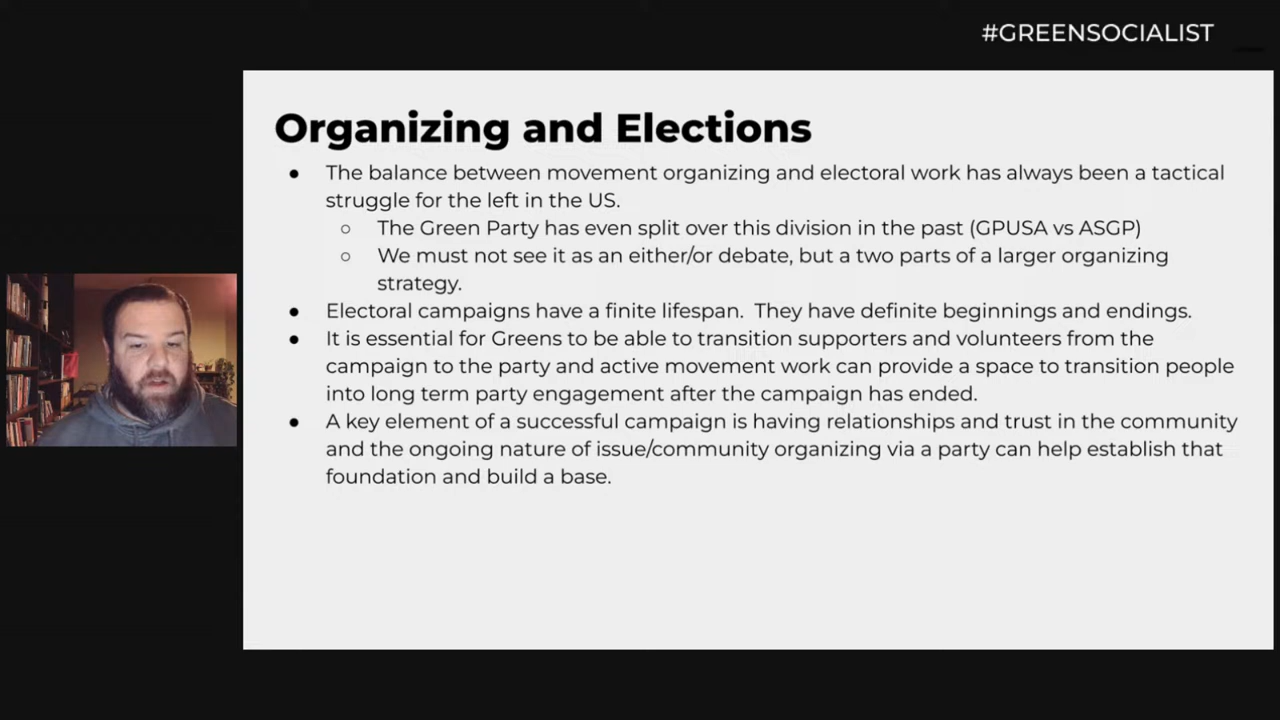 #GREENSOCIALIST
Organizing and Elections
● The balance between movement organizing and electoral work has always been a tactical
struggle for the left in the US.
○ The Green Party has even split over this division in the past (GPUSA vs ASGP)
○ We must not see it as an either/or debate, but a two parts of a larger organizing
strategy.
● Electoral campaigns have a finite lifespan.  They have definite beginnings and endings.
● It is essential for Greens to be able to transition supporters and volunteers from the
campaign to the party and active movement work can provide a space to transition people
into long term party engagement after the campaign has ended.
● A key element of a successful campaign is having relationships and trust in the community
and the ongoing nature of issue/community organizing via a party can help establish that
foundation and build a base.